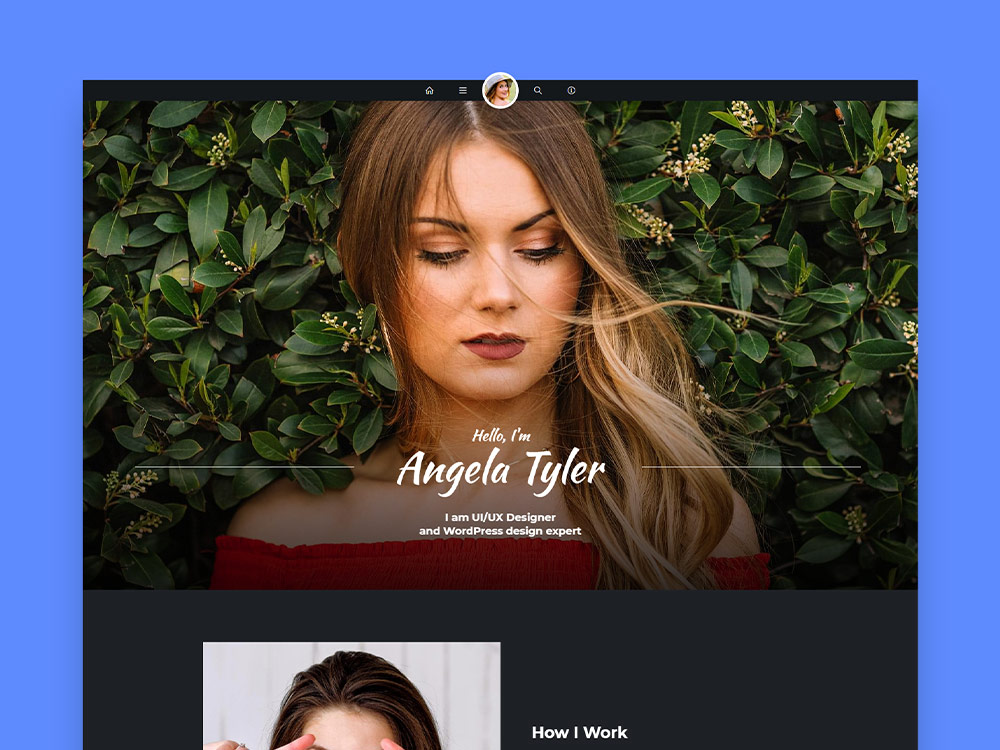 Hello, I'm
Angela Tyler
I am UI/UX Designer
and WordPress design expert
How I Work